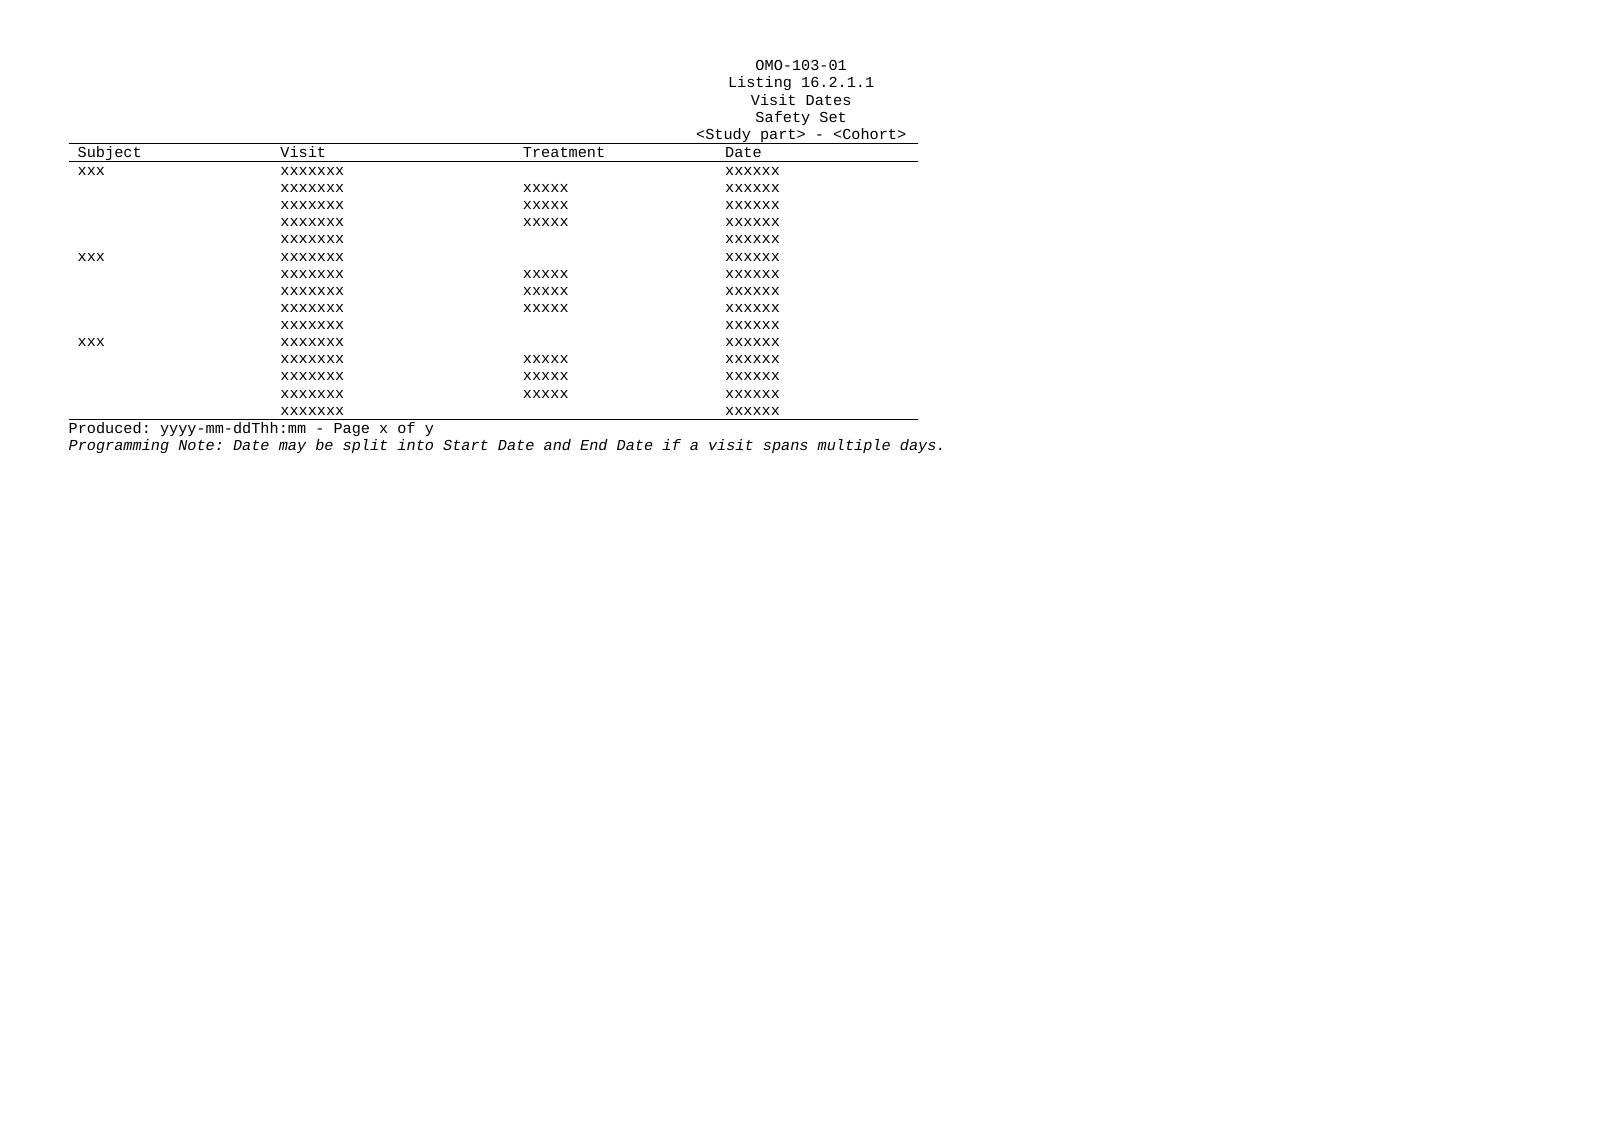 OMO-103-01
Listing 16.2.1.1
Visit Dates
Safety Set
<Study part> - <Cohort>
Subject Visit Treatment Date
xxx xxxxxxx xxxxxx
xxxxxxx xxxxx xxxxxx
xxxxxxx xxxxx xxxxxx
xxxxxxx xxxxx xxxxxx
xxxxxxx xxxxxx
xxx xxxxxxx xxxxxx
xxxxxxx xxxxx xxxxxx
xxxxxxx xxxxx xxxxxx
xxxxxxx xxxxx xxxxxx
xxxxxxx xxxxxx
xxx xxxxxxx xxxxxx
xxxxxxx xxxxx xxxxxx
xxxxxxx xxxxx xxxxxx
xxxxxxx xxxxx xxxxxx
xxxxxxx xxxxxx
Produced: yyyy-mm-ddThh:mm - Page x of y
Programming Note: Date may be split into Start Date and End Date if a visit spans multiple days.